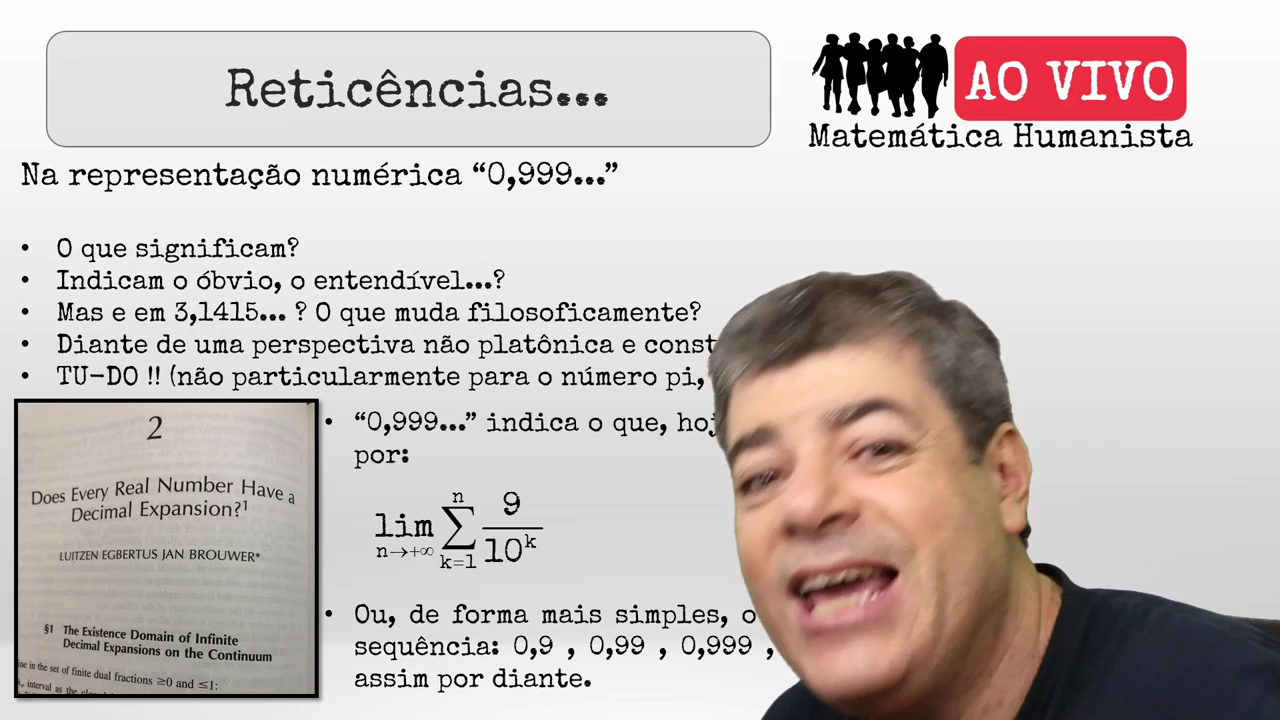 Reticências...
AO VIVO
Matemática Humanista
Na representação numérica “0,999...”
• O que significam?
• Indicam o óbvio, o entendível...?
• Mas e em 3,1415... ? O que muda filosoficamente?
• Diante de uma perspectiva não platônica e const
• TU-DO !! (não particularmente para o número pi,
2
Does Every Real Number Have a
Decimal Expansion?¹
LUITZEN EGBERTUS JAN BROUWER*
§1 The Existence Domain of Infinite
Decimal Expansions on the Continuum
in the set of finite dual fractions ≥0 and ≤1:
interval as the
• “0,999...” indica o que, hoj
por:
lim n→+∞ n ∑ k=1 9 10^k
• Ou, de forma mais simples, o
sequência: 0,9 , 0,99 , 0,999 ,
assim por diante.